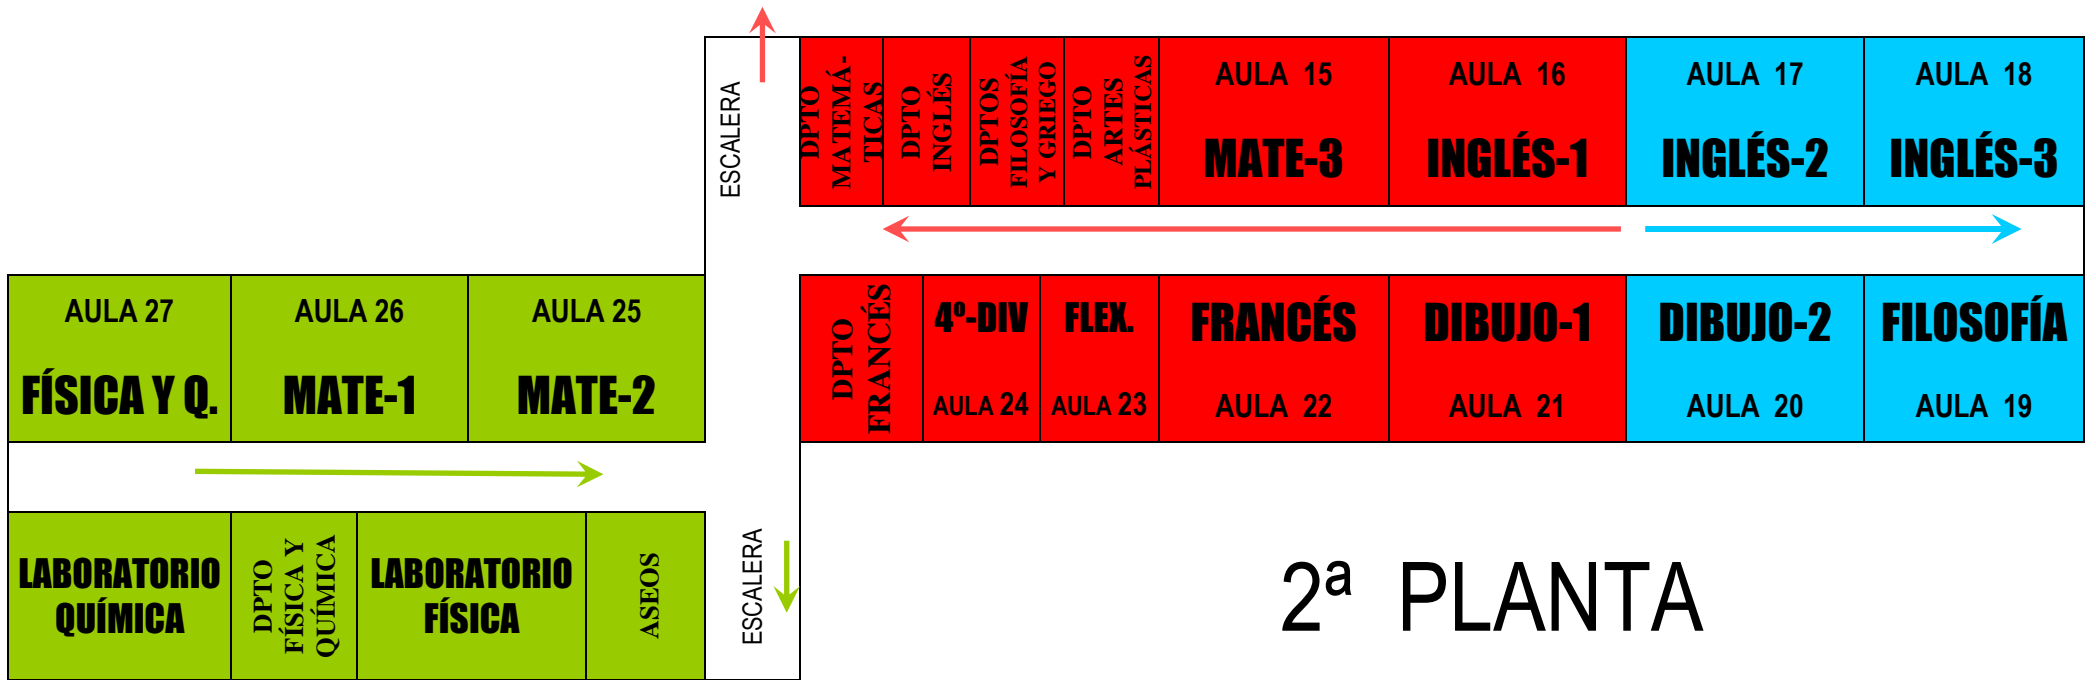 ESCALERA
DPTO
MATEMÁ-
TICAS
DPTO
INGLÉS
DPTOS
FILOSOFÍA
Y GRIEGO
DPTO
ARTES
PLÁSTICAS
AULA 15
MATE-3
AULA 16
INGLÉS-1
AULA 17
INGLÉS-2
AULA 18
INGLÉS-3
AULA 27
FÍSICA Y Q.
AULA 26
MATE-1
AULA 25
MATE-2
DPTO
FRANCÉS
4º-DIV
AULA 24
FLEX.
AULA 23
FRANCÉS
AULA 22
DIBUJO-1
AULA 21
DIBUJO-2
AULA 20
FILOSOFÍA
AULA 19
LABORATORIO
QUÍMICA
DPTO
FÍSICA Y
QUÍMICA
LABORATORIO
FÍSICA
ASEOS
ESCALERA
2ª PLANTA